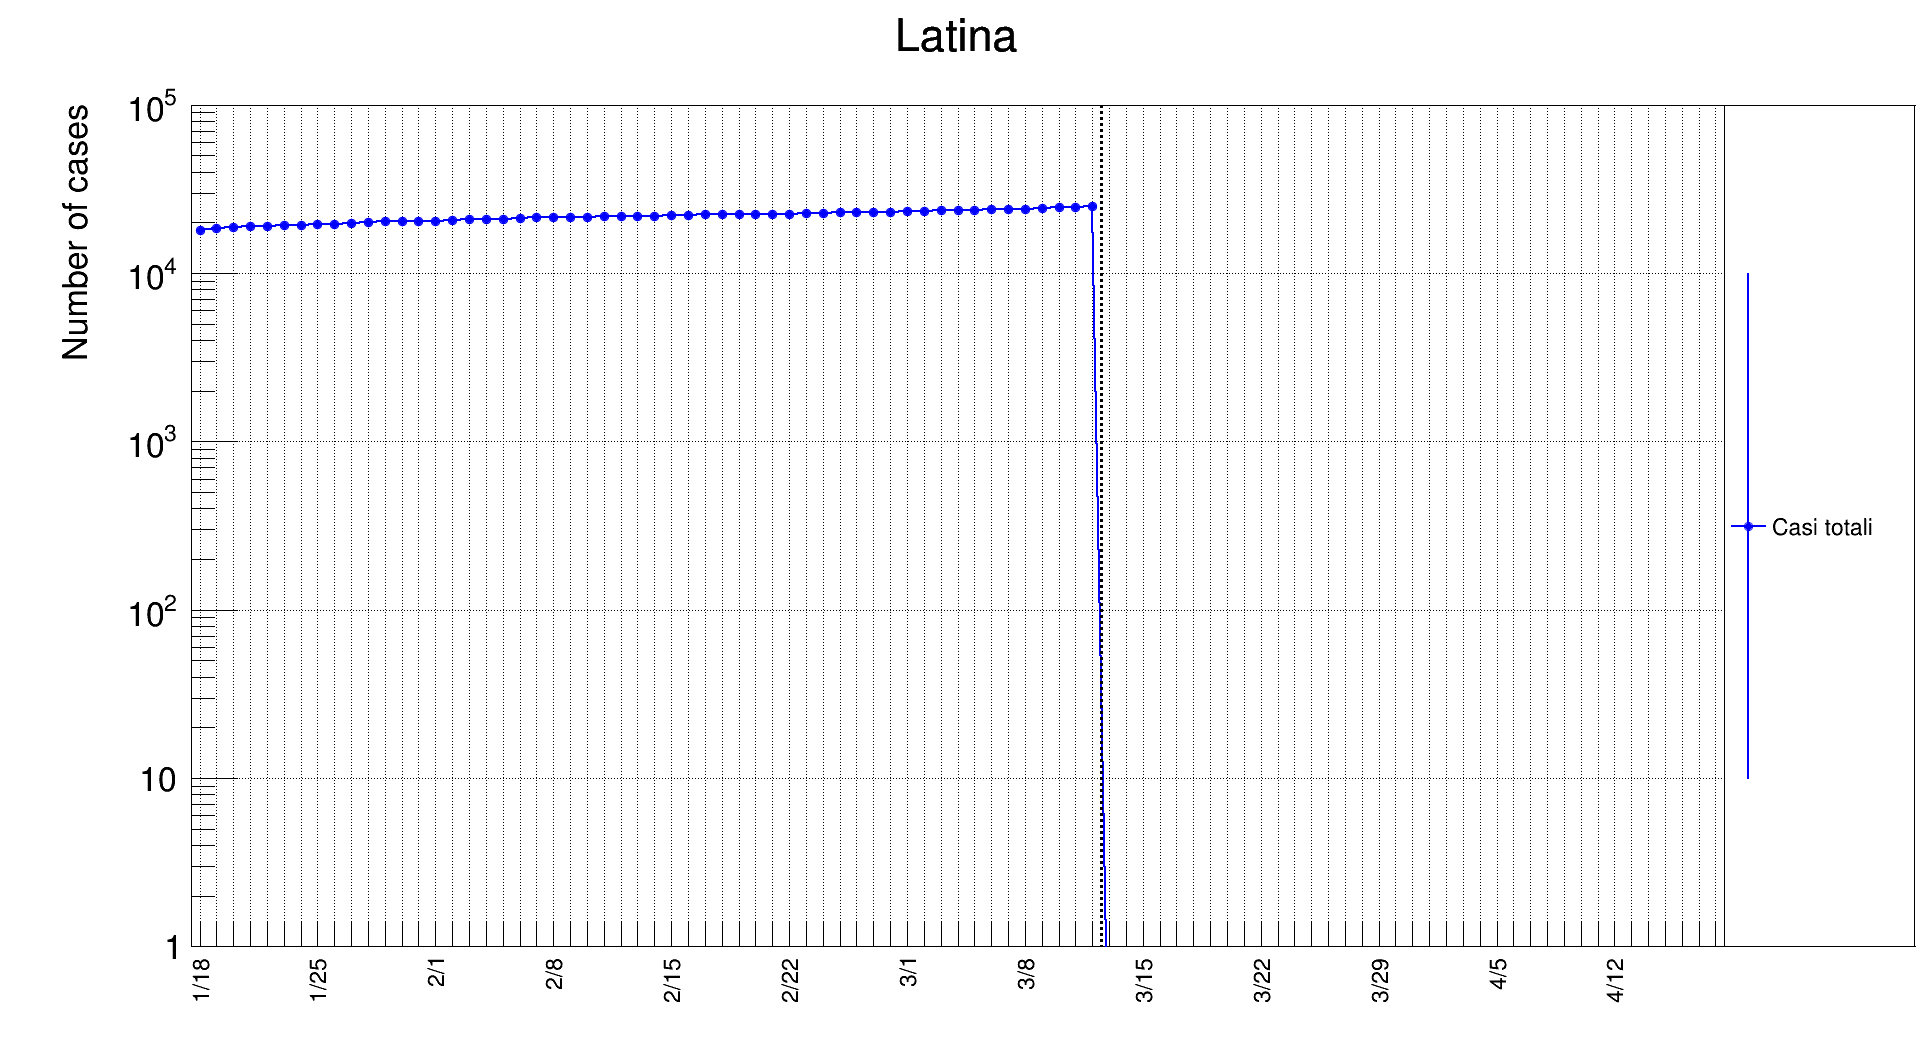 Latina
Number of cases
10^5
10^4
10^3
10^2
10
1
1/18 1/25 2/1 2/8 2/15 2/22 3/1 3/8 3/15 3/22 3/29 4/5 4/12
Casi totali